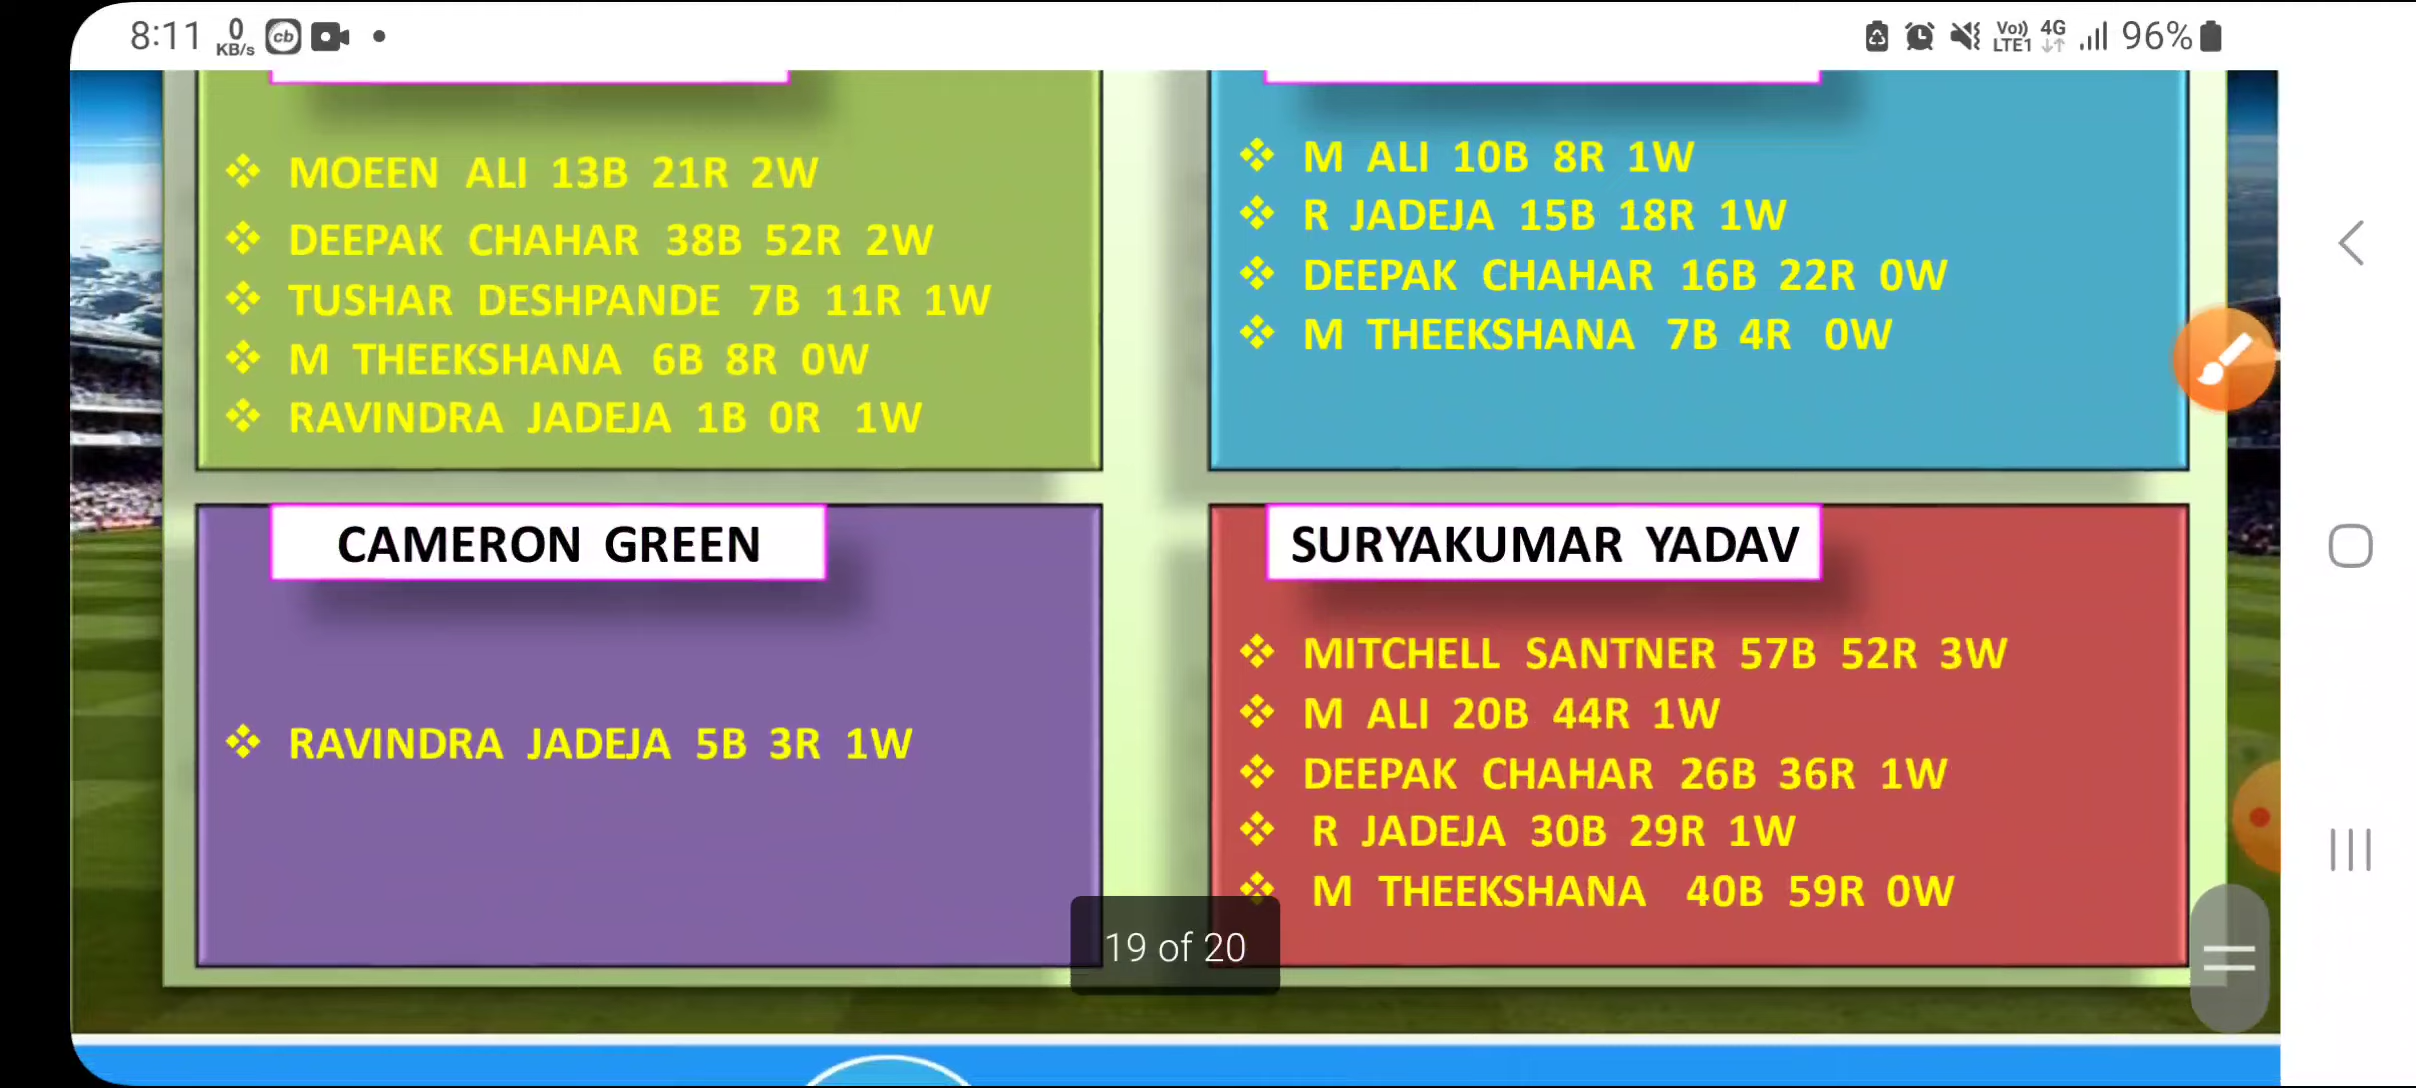 8:11 0 KB/s cb Vo)) LTE1 4G 96%
MOEEN ALI 13B 21R 2W
DEEPAK CHAHAR 38B 52R 2W
TUSHAR DESHPANDE 7B 11R 1W
M THEEKSHANA 6B 8R 0W
RAVINDRA JADEJA 1B 0R 1W
M ALI 10B 8R 1W
R JADEJA 15B 18R 1W
DEEPAK CHAHAR 16B 22R 0W
M THEEKSHANA 7B 4R 0W
CAMERON GREEN
RAVINDRA JADEJA 5B 3R 1W
SURYAKUMAR YADAV
MITCHELL SANTNER 57B 52R 3W
M ALI 20B 44R 1W
DEEPAK CHAHAR 26B 36R 1W
R JADEJA 30B 29R 1W
M THEEKSHANA 40B 59R 0W
19 of 20